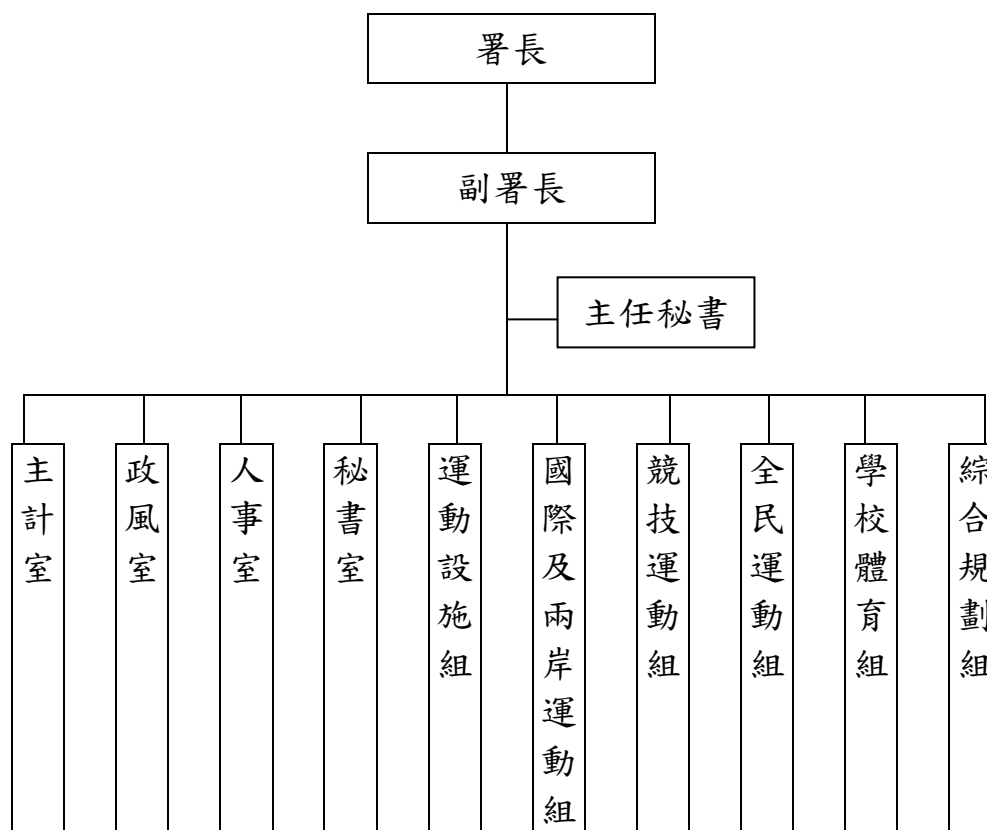 署長
副署長
主任秘書
主計室
政風室
人事室
秘書室
運動設施組
國際及兩岸運動組
競技運動組
全民運動組
學校體育組
綜合規劃組